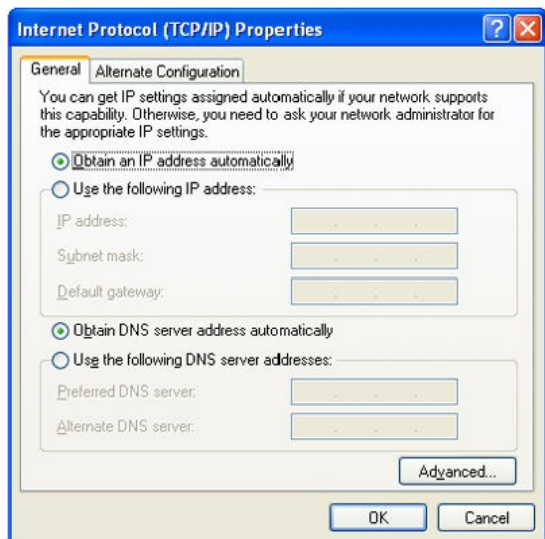 Internet Protocol (TCP/IP) Properties
General
Alternate Configuration
You can get IP settings assigned automatically if your network supports
this capability. Otherwise, you need to ask your network administrator for
the appropriate IP settings.
Obtain an IP address automatically
Use the following IP address:
IP address:
Subnet mask:
Default gateway:
Obtain DNS server address automatically
Use the following DNS server addresses:
Preferred DNS server:
Alternate DNS server:
Advanced...
OK
Cancel